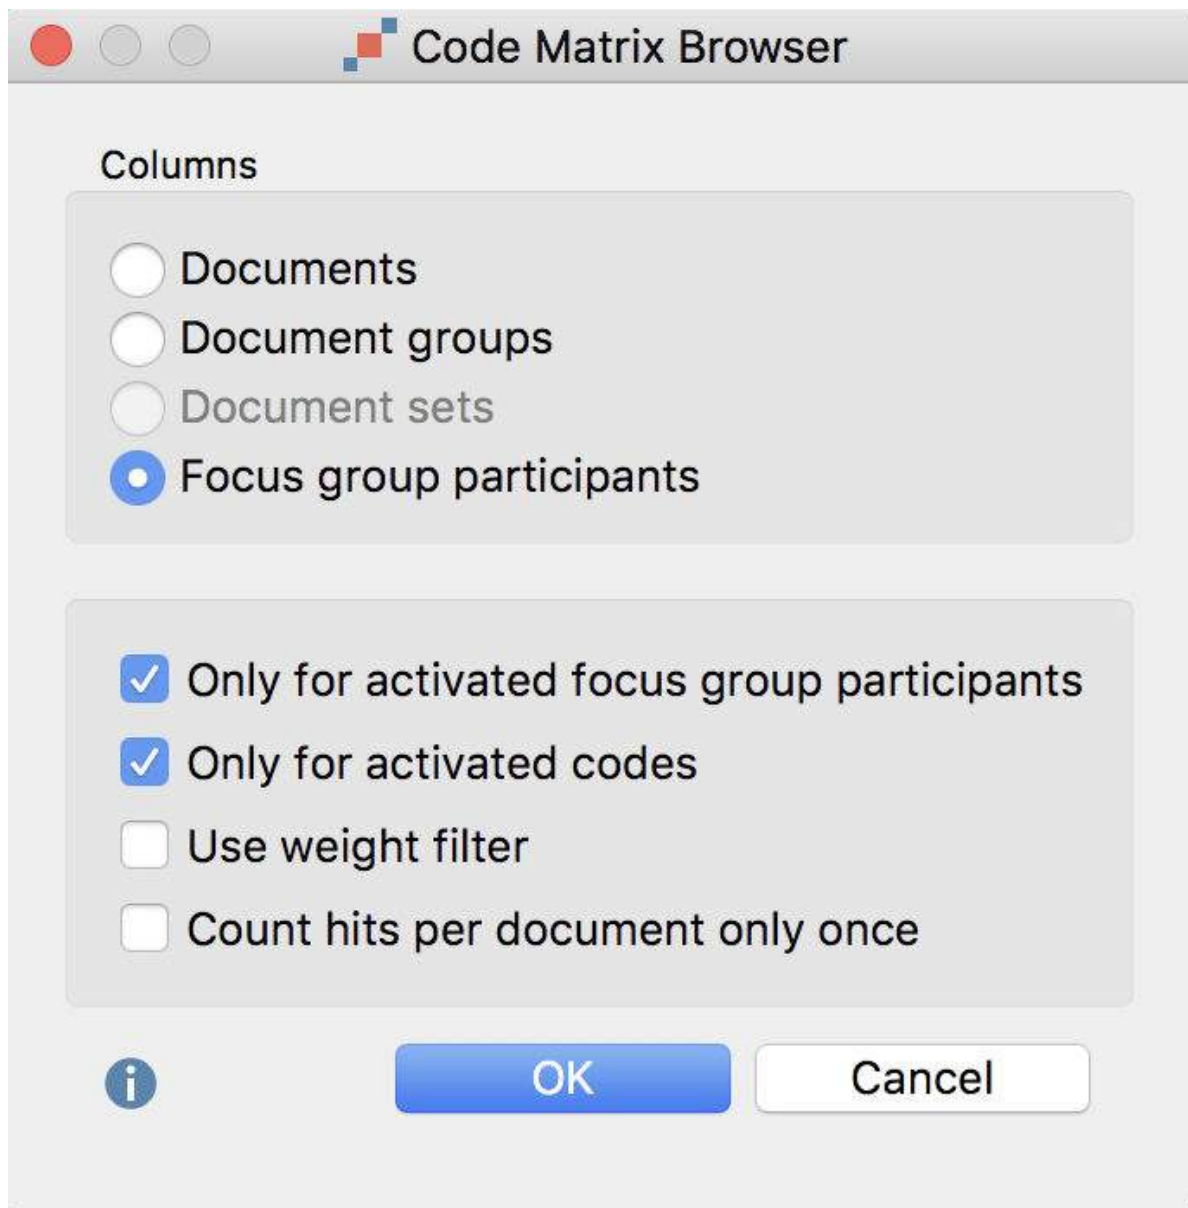 Code Matrix Browser
Columns
Documents
Document groups
Document sets
Focus group participants
Only for activated focus group participants
Only for activated codes
Use weight filter
Count hits per document only once
i
OK
Cancel